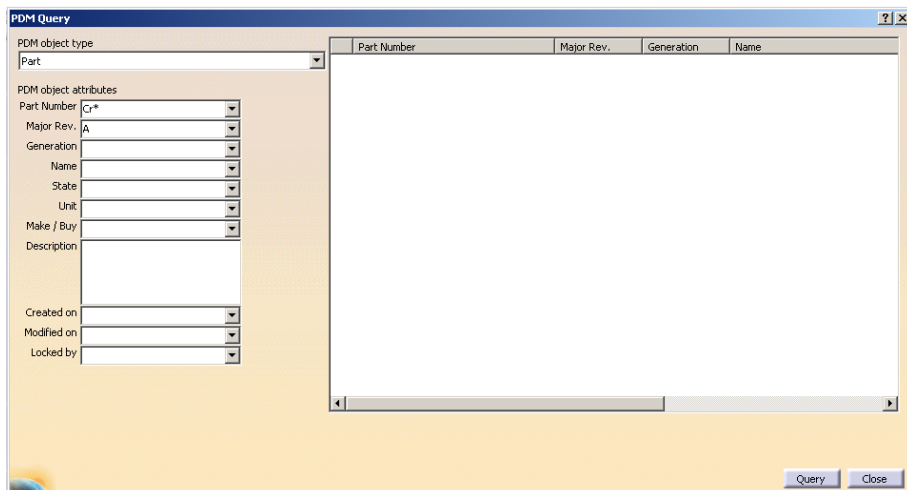 PDM Query
PDM object type
Part
PDM object attributes
Part Number Cr*
Major Rev. A
Generation
Name
State
Unit
Make / Buy
Description
Created on
Modified on
Locked by
Part Number Major Rev. Generation Name
Query Close